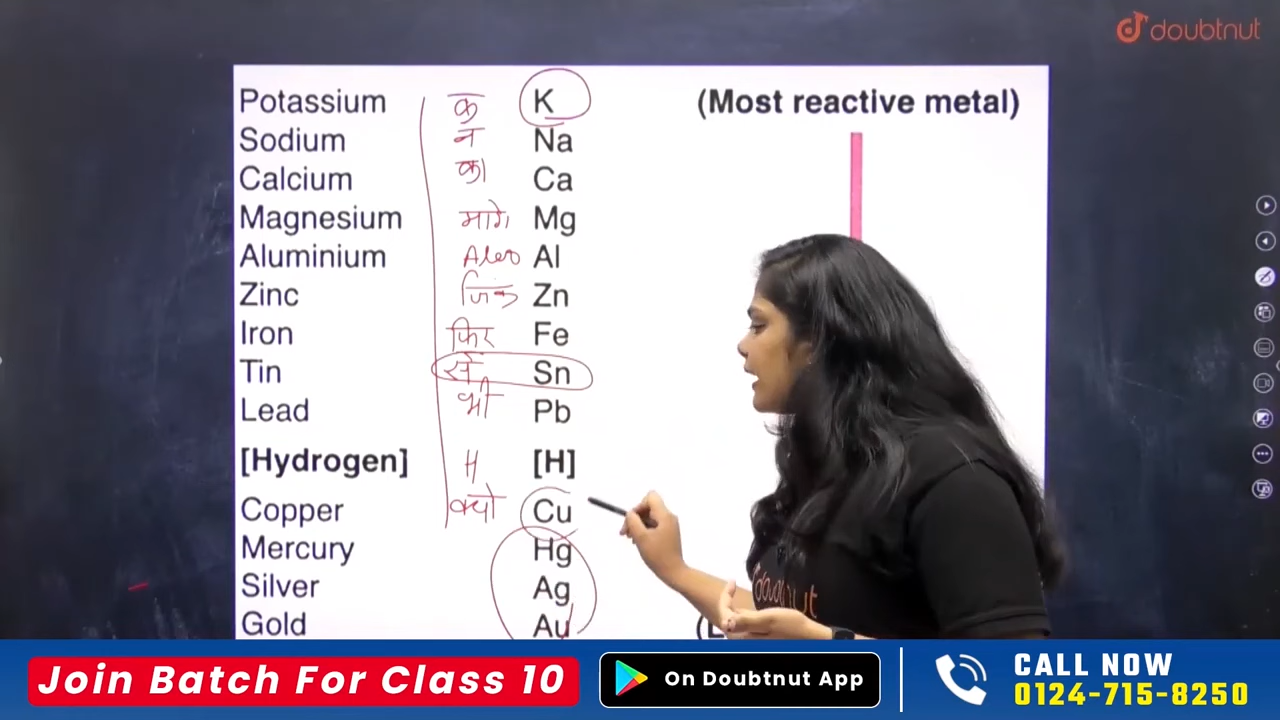 doubtnut
Potassium क K (Most reactive metal)
Sodium न Na
Calcium का Ca
Magnesium मागे Mg
Aluminium Aloo Al
Zinc जिंक Zn
Iron फिर Fe
Tin से Sn
Lead भी Pb
[Hydrogen] H [H]
Copper क्यो Cu
Mercury Hg
Silver Ag
Gold Au (L
doubtnut
Join Batch For Class 10
On Doubtnut App
CALL NOW
0124-715-8250